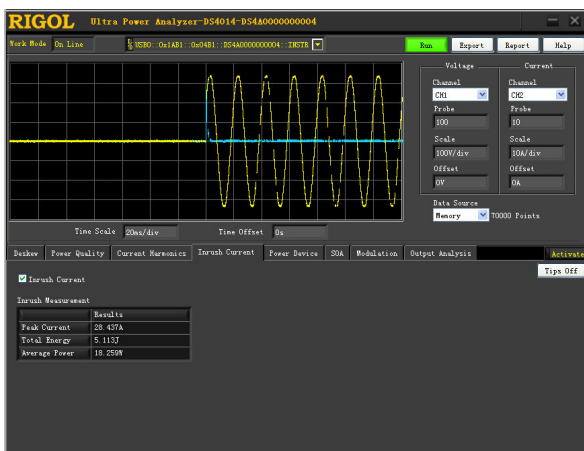 RIGOL Ultra Power Analyzer-DS4014-DS4A0000000004
Work Mode On Line USB0::0x1AB1::0x04B1::DS4A0000000004::INSTR Run Export Report Help
Voltage Current
Channel Channel
CH1 CH2
Probe Probe
100 10
Scale Scale
100V/div 10A/div
Offset Offset
0V 0A
Data Source
Memory 70000 Points
Time Scale 20ms/div Time Offset 0s
Deskew Power Quality Current Harmonics Inrush Current Power Device SOA Modulation Output Analysis Activate
Tips Off
Inrush Current
Inrush Measurement
Results
Peak Current 28.437A
Total Energy 5.113J
Average Power 18.259W